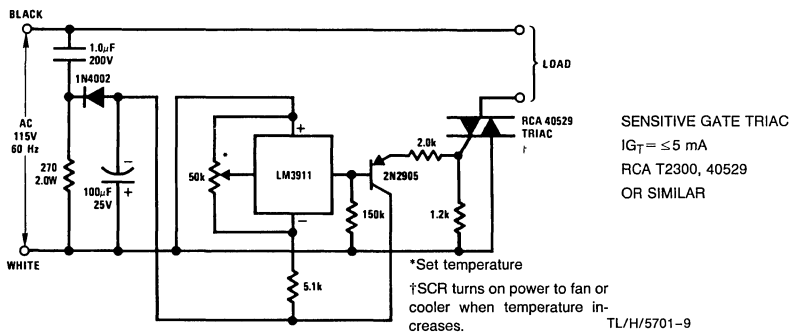 BLACK
1.0μF
200V
1N4002
LOAD
AC
115V
60 Hz
RCA 40529
TRIAC
†
SENSITIVE GATE TRIAC
IGT = ≤5 mA
RCA T2300, 40529
OR SIMILAR
2.0k
*
+
50k
LM3911
2N2905
270
2.0W
100μF
25V
−
+
−
150k
1.2k
WHITE
5.1k
*Set temperature
†SCR turns on power to fan or
cooler when temperature in-
creases.
TL/H/5701–9